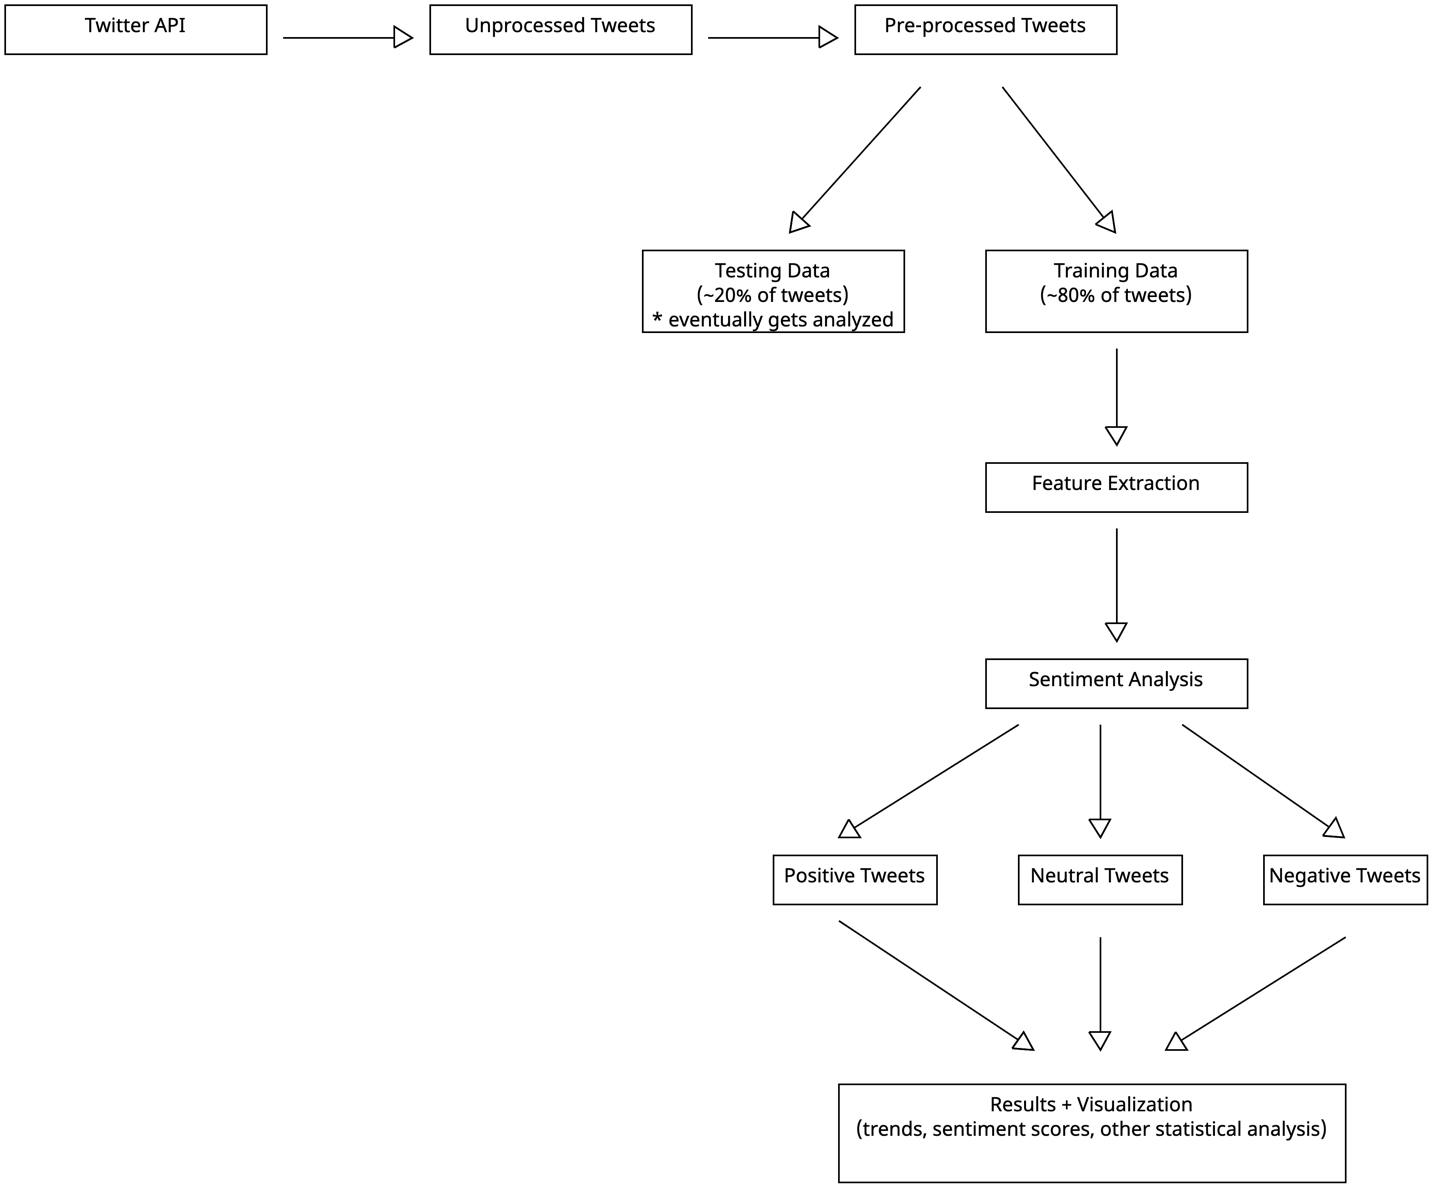 Twitter API
Unprocessed Tweets
Pre-processed Tweets
Testing Data
(~20% of tweets)
* eventually gets analyzed
Training Data
(~80% of tweets)
Feature Extraction
Sentiment Analysis
Positive Tweets
Neutral Tweets
Negative Tweets
Results + Visualization
(trends, sentiment scores, other statistical analysis)